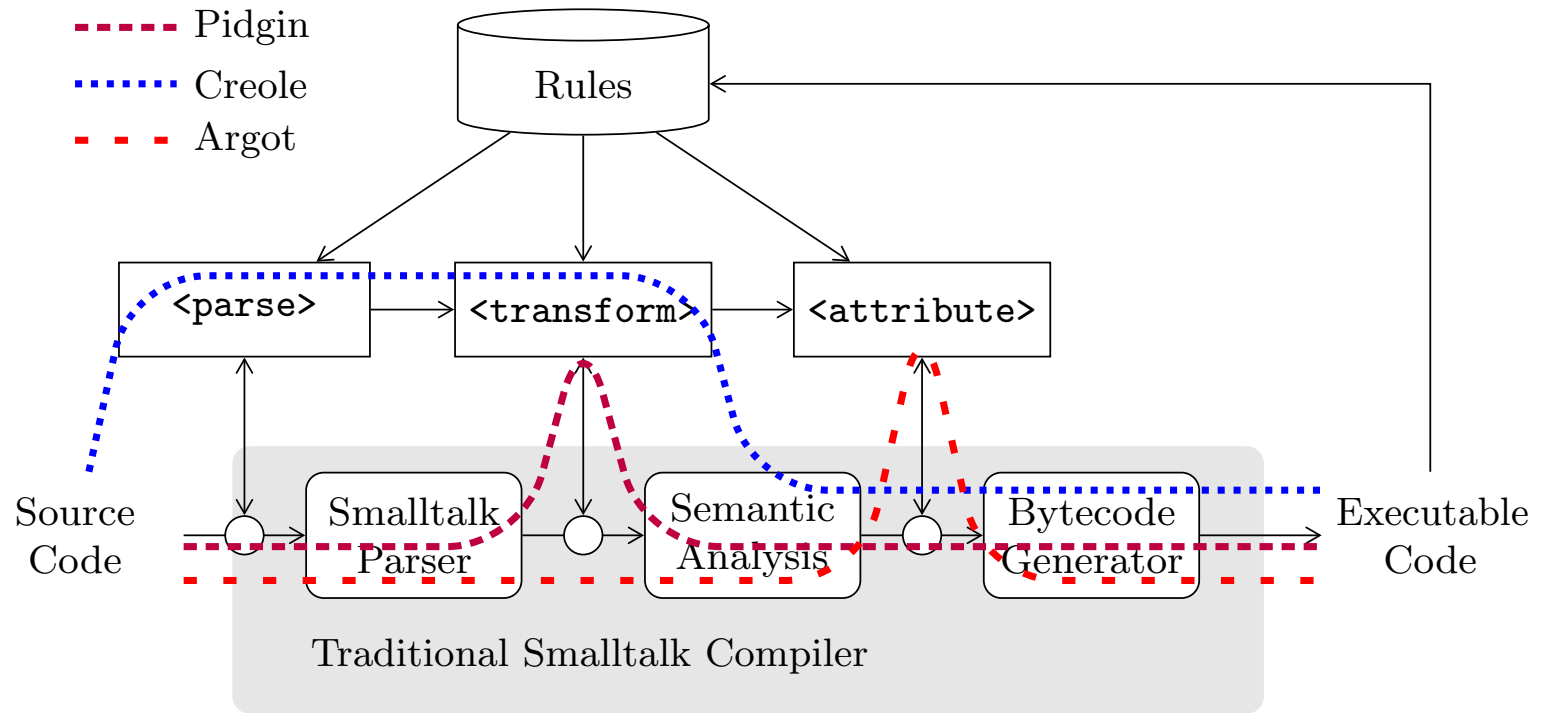 Pidgin
Creole
Argot
Rules
<parse>
<transform>
<attribute>
Source
Code
Smalltalk
Parser
Semantic
Analysis
Bytecode
Generator
Executable
Code
Traditional Smalltalk Compiler